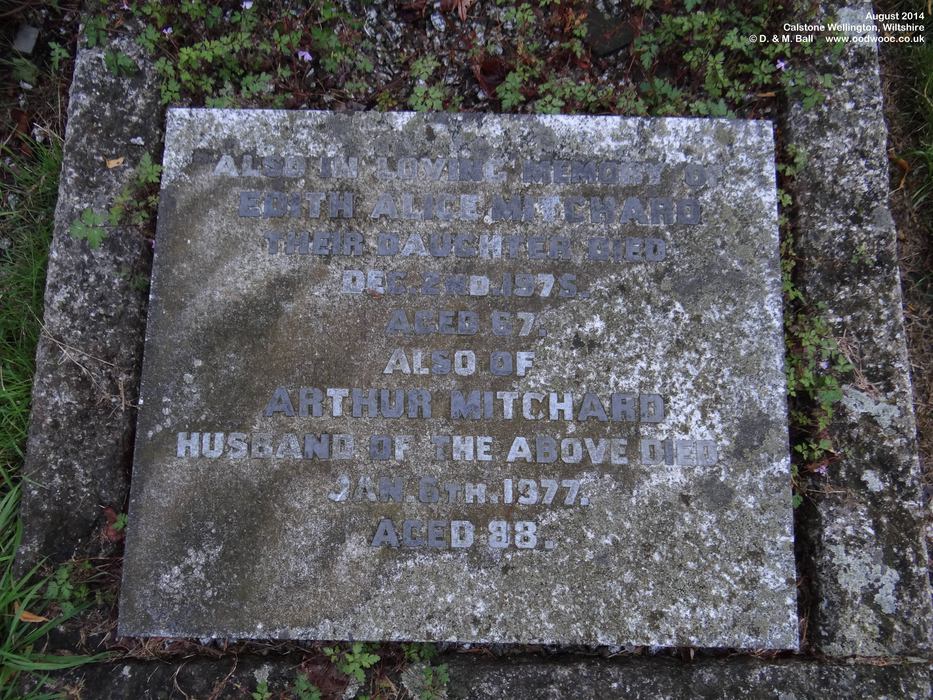 August 2014
Calstone Wellington, Wiltshire
© D. & M. Ball www.oodwooc.co.uk
ALSO IN LOVING MEMORY OF
EDITH ALICE MITCHARD
THEIR DAUGHTER DIED
DEC. 2ND. 1975.
AGED 67.
ALSO OF
ARTHUR MITCHARD
HUSBAND OF THE ABOVE DIED
JAN. 6TH. 1977.
AGED 88.